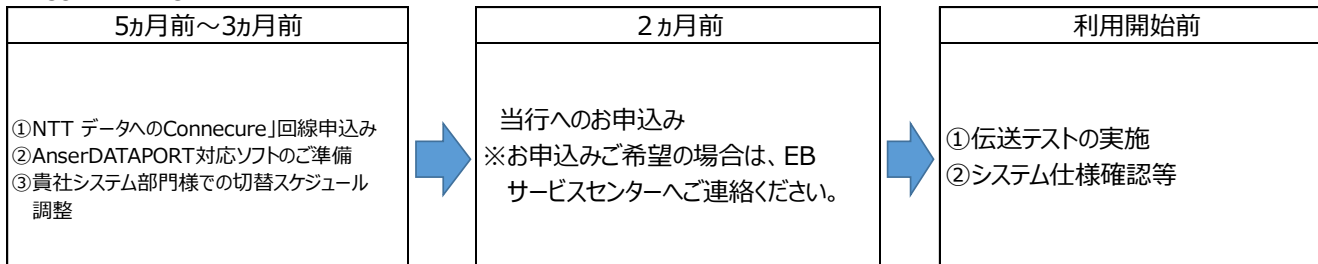 5ヵ月前～3ヵ月前
①NTT データへのConnecure」回線申込み
②AnserDATAPORT対応ソフトのご準備
③貴社システム部門様での切替スケジュール
調整
２ヵ月前
当行へのお申込み
※お申込みご希望の場合は、EB
サービスセンターへご連絡ください。
利用開始前
①伝送テストの実施
②システム仕様確認等